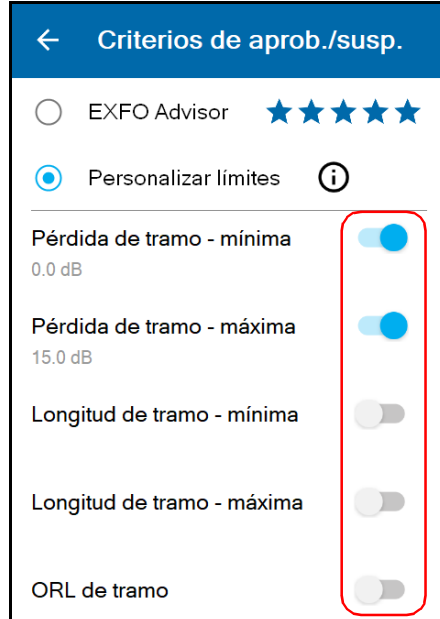 Criterios de aprob./susp.
EXFO Advisor
Personalizar límites
Pérdida de tramo - mínima
0.0 dB
Pérdida de tramo - máxima
15.0 dB
Longitud de tramo - mínima
Longitud de tramo - máxima
ORL de tramo